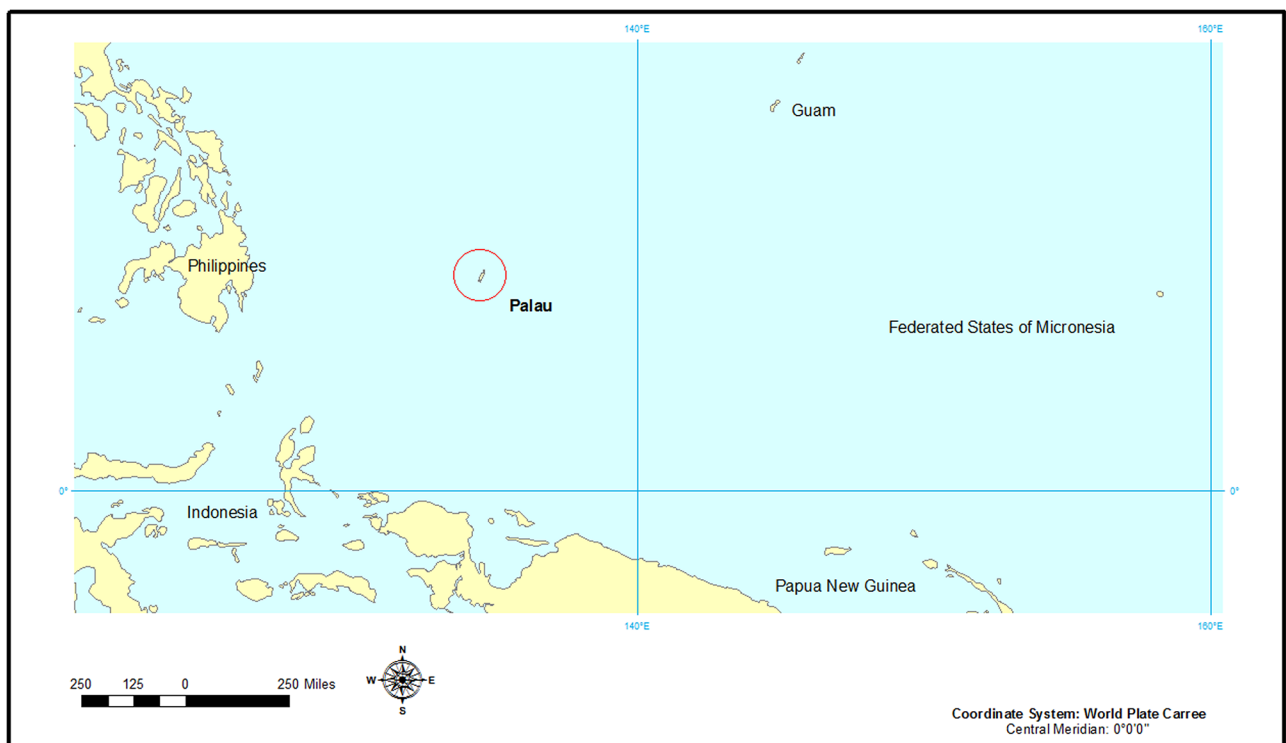 140°E
160°E
Guam
Philippines
Palau
Federated States of Micronesia
0°
0°
Indonesia
Papua New Guinea
140°E
160°E
N
W
E
S
250 125 0 250 Miles
Coordinate System: World Plate Carree
Central Meridian: 0°0'0"